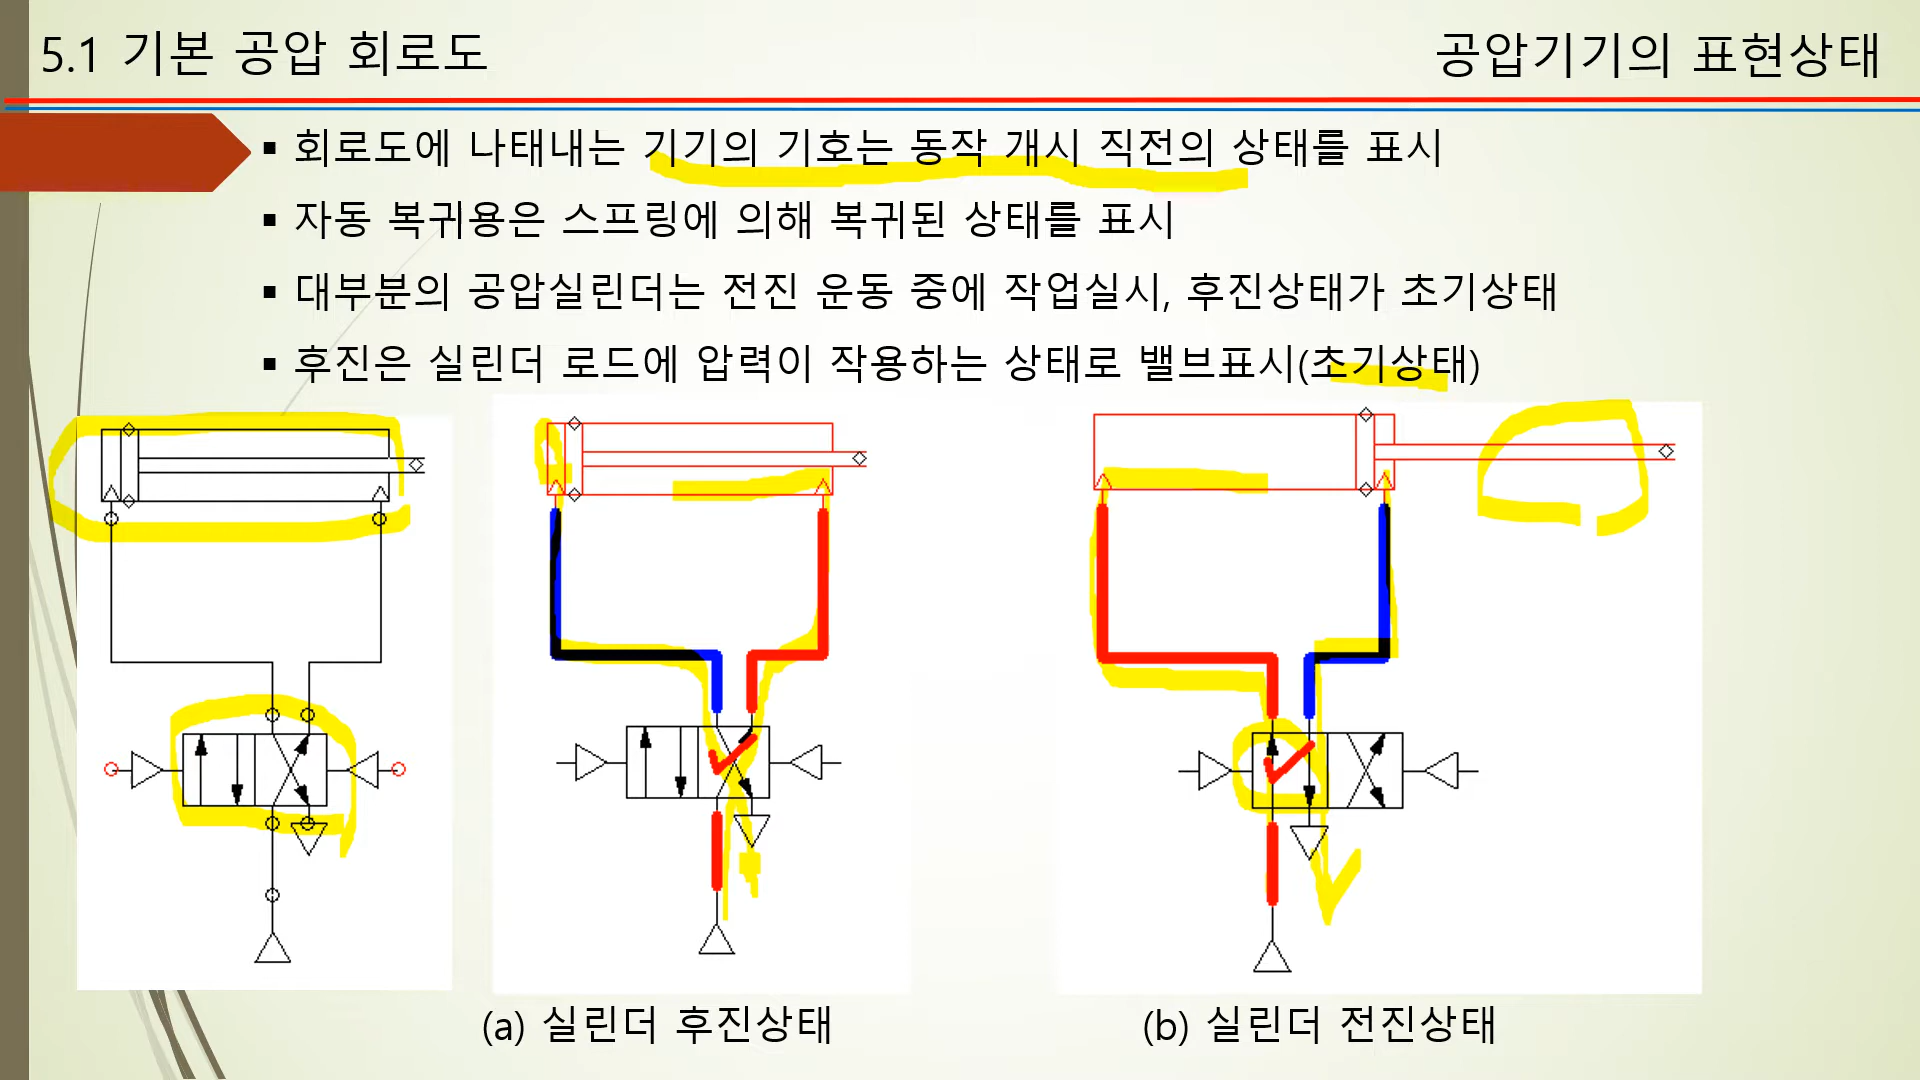 5.1 기본 공압 회로도
공압기기의 표현상태
▪ 회로도에 나태내는 기기의 기호는 동작 개시 직전의 상태를 표시
▪ 자동 복귀용은 스프링에 의해 복귀된 상태를 표시
▪ 대부분의 공압실린더는 전진 운동 중에 작업실시, 후진상태가 초기상태
▪ 후진은 실린더 로드에 압력이 작용하는 상태로 밸브표시(초기상태)
(a) 실린더 후진상태
(b) 실린더 전진상태